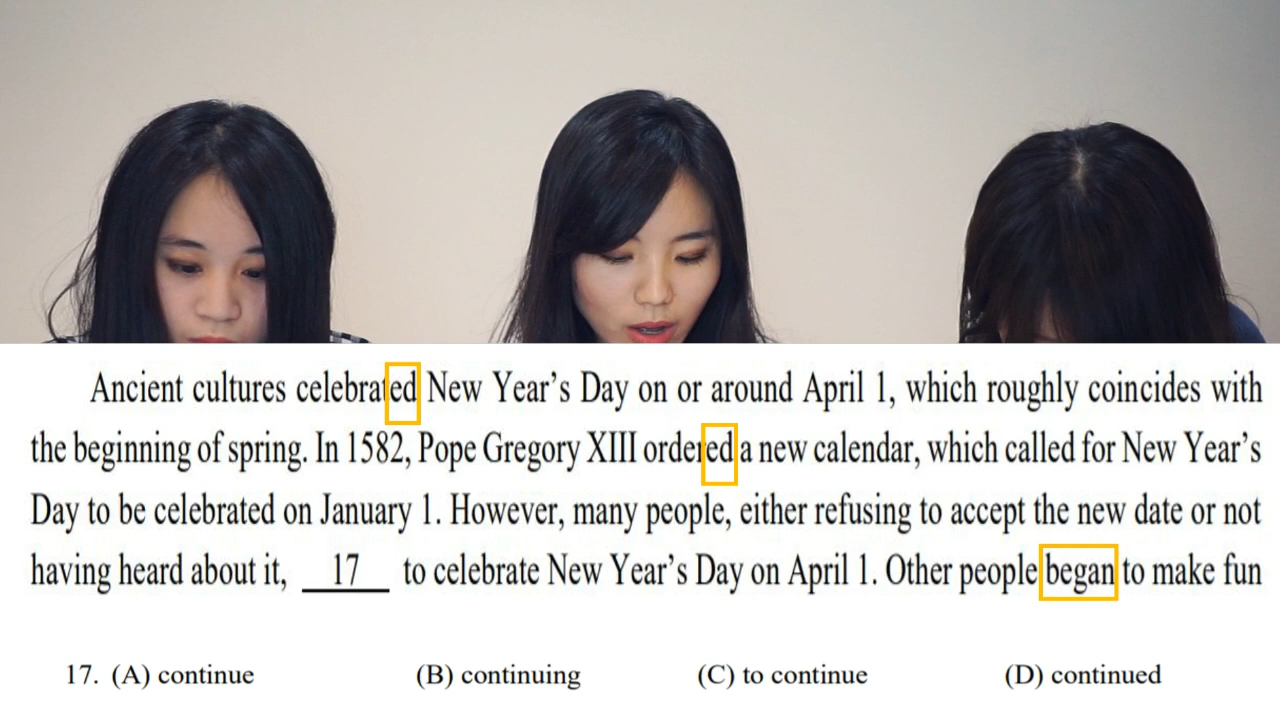 Ancient cultures celebrated New Year’s Day on or around April 1, which roughly coincides with
the beginning of spring. In 1582, Pope Gregory XIII ordered a new calendar, which called for New Year’s
Day to be celebrated on January 1. However, many people, either refusing to accept the new date or not
having heard about it, 17 to celebrate New Year’s Day on April 1. Other people began to make fun
17. (A) continue (B) continuing (C) to continue (D) continued